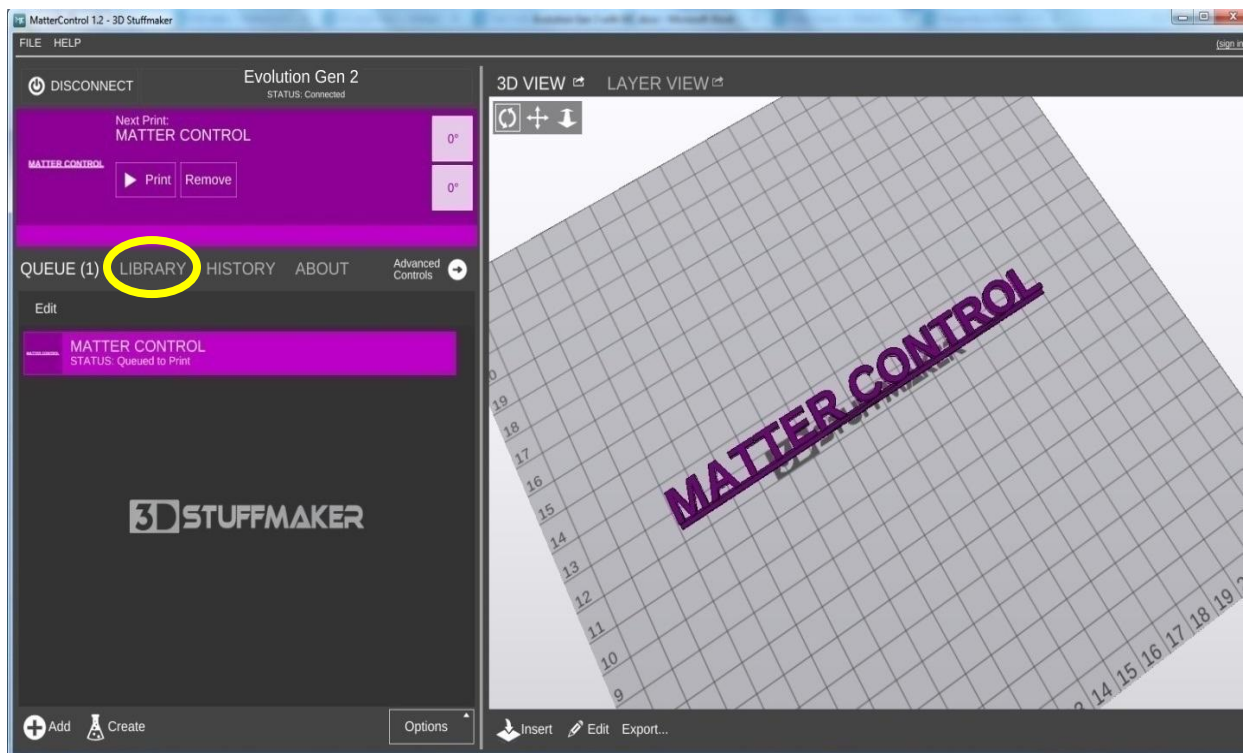 MatterControl 1.2 - 3D Stuffmaker
FILE HELP
(sign in
DISCONNECT
Evolution Gen 2
STATUS: Connected
Next Print:
MATTER CONTROL
MATTER CONTROL
Print Remove
0°
0°
QUEUE (1) LIBRARY HISTORY ABOUT
Advanced
Controls
Edit
MATTER CONTROL
STATUS: Queued to Print
3D STUFFMAKER
Add Create
Options
3D VIEW LAYER VIEW
MATTER CONTROL
3D STUFFMAKER
19
18
17
16
15
14
13
12
11
10
9
14 15 16 17 18 19
Insert Edit Export...